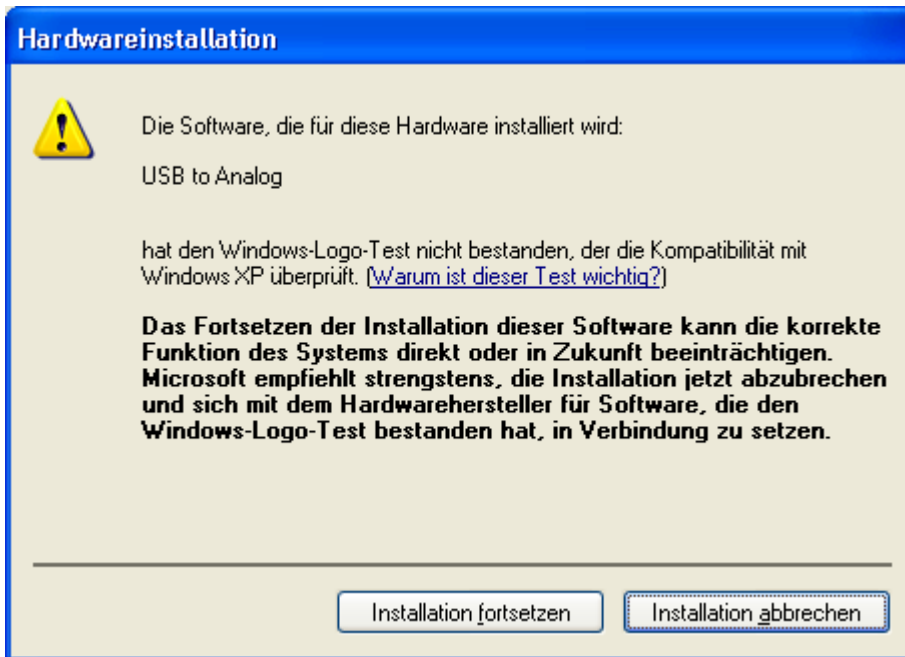 Hardwareinstallation
Die Software, die für diese Hardware installiert wird:
USB to Analog
hat den Windows-Logo-Test nicht bestanden, der die Kompatibilität mit
Windows XP überprüft. (Warum ist dieser Test wichtig?)
Das Fortsetzen der Installation dieser Software kann die korrekte
Funktion des Systems direkt oder in Zukunft beeinträchtigen.
Microsoft empfiehlt strengstens, die Installation jetzt abzubrechen
und sich mit dem Hardwarehersteller für Software, die den
Windows-Logo-Test bestanden hat, in Verbindung zu setzen.
Installation fortsetzen
Installation abbrechen